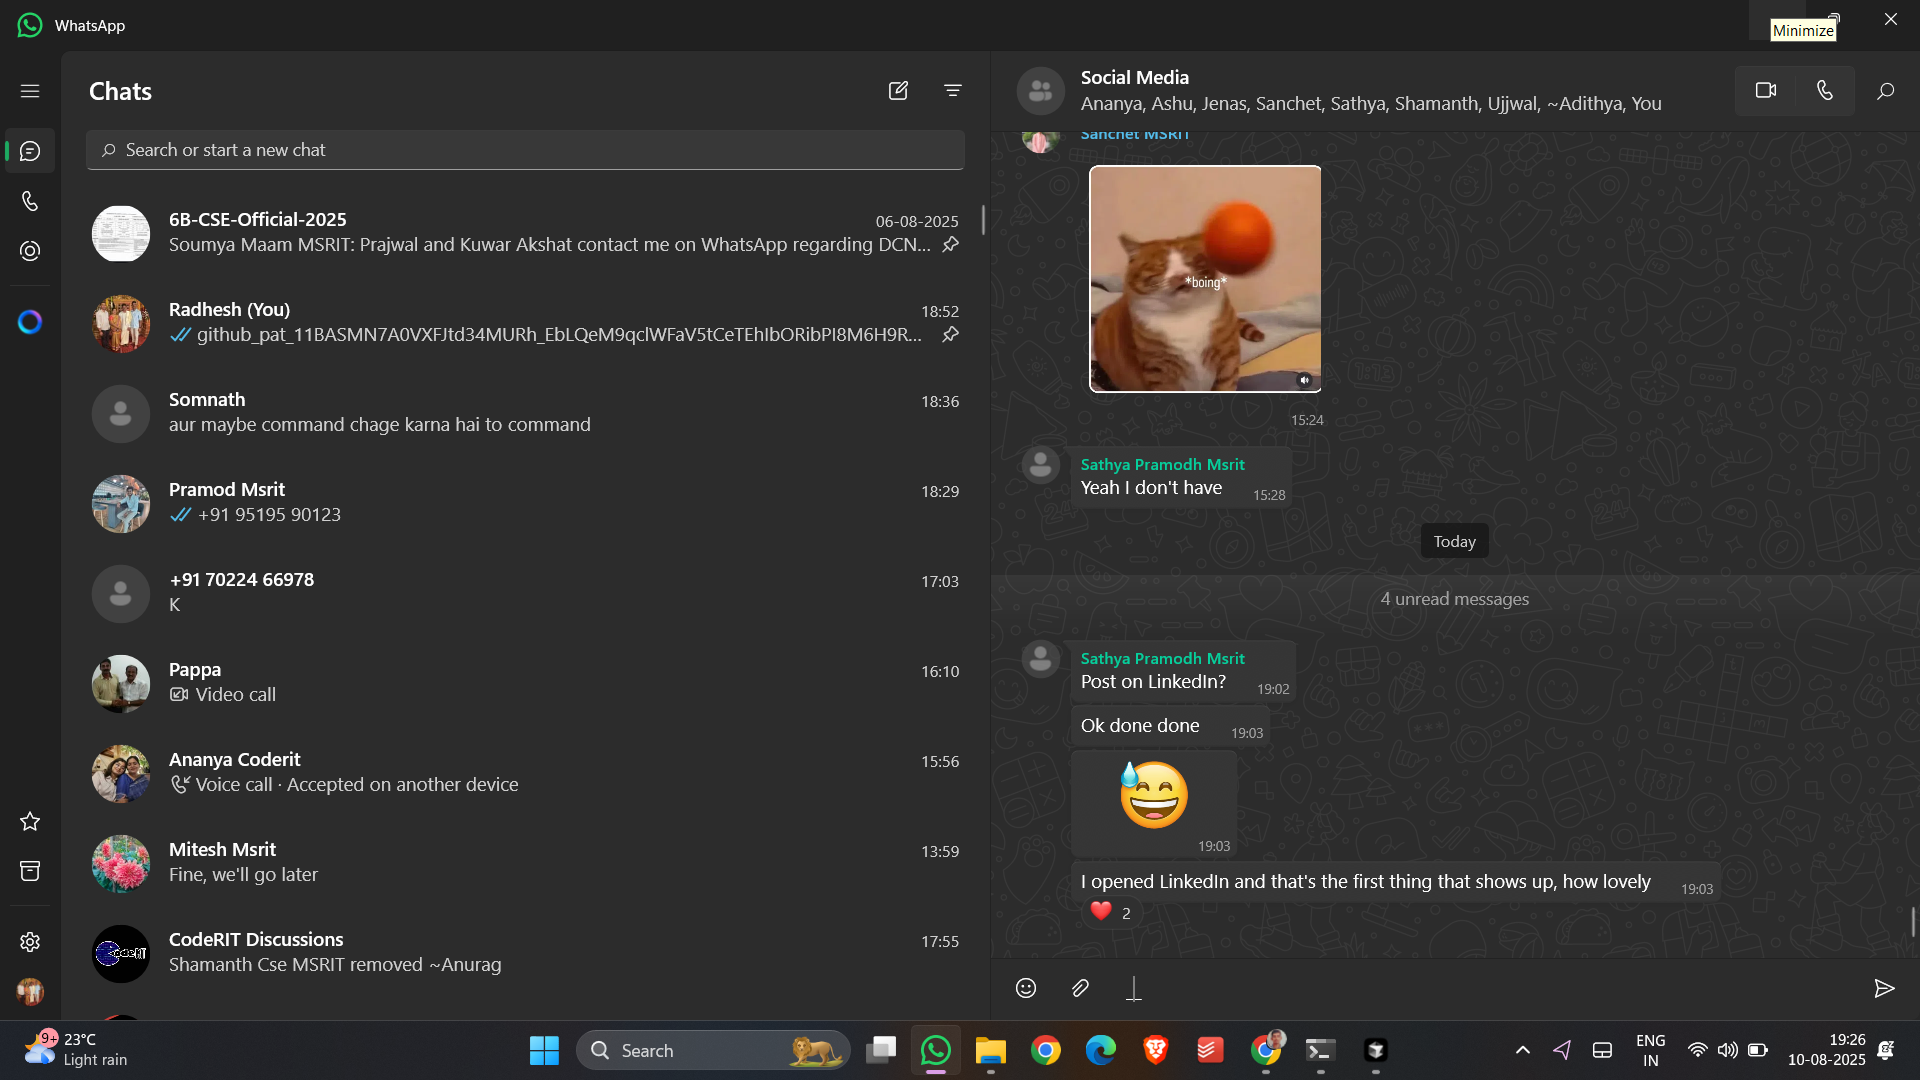 WhatsApp
Minimize
Chats
Search or start a new chat
6B-CSE-Official-2025
06-08-2025
Soumya Maam MSRIT: Prajwal and Kuwar Akshat contact me on WhatsApp regarding DCN...
Radhesh (You)
18:52
github_pat_11BASMN7A0VXFJtd34MURh_EbLQeM9qclWFaV5tCeTEhIbORibPI8M6H9R...
Somnath
18:36
aur maybe command chage karna hai to command
Pramod Msrit
18:29
+91 95195 90123
+91 70224 66978
17:03
K
Pappa
16:10
Video call
Ananya Coderit
15:56
Voice call · Accepted on another device
Mitesh Msrit
13:59
Fine, we'll go later
CodeRIT Discussions
17:55
Shamanth Cse MSRIT removed ~Anurag
Social Media
Ananya, Ashu, Jenas, Sanchet, Sathya, Shamanth, Ujjwal, ~Adithya, You
Sanchet MSRIT
*boing*
15:24
Sathya Pramodh Msrit
Yeah I don't have
15:28
Today
4 unread messages
Sathya Pramodh Msrit
Post on LinkedIn?
19:02
Ok done done
19:03
19:03
I opened LinkedIn and that's the first thing that shows up, how lovely
19:03
2
9+
23°C
Light rain
Search
ENG
IN
19:26
10-08-2025